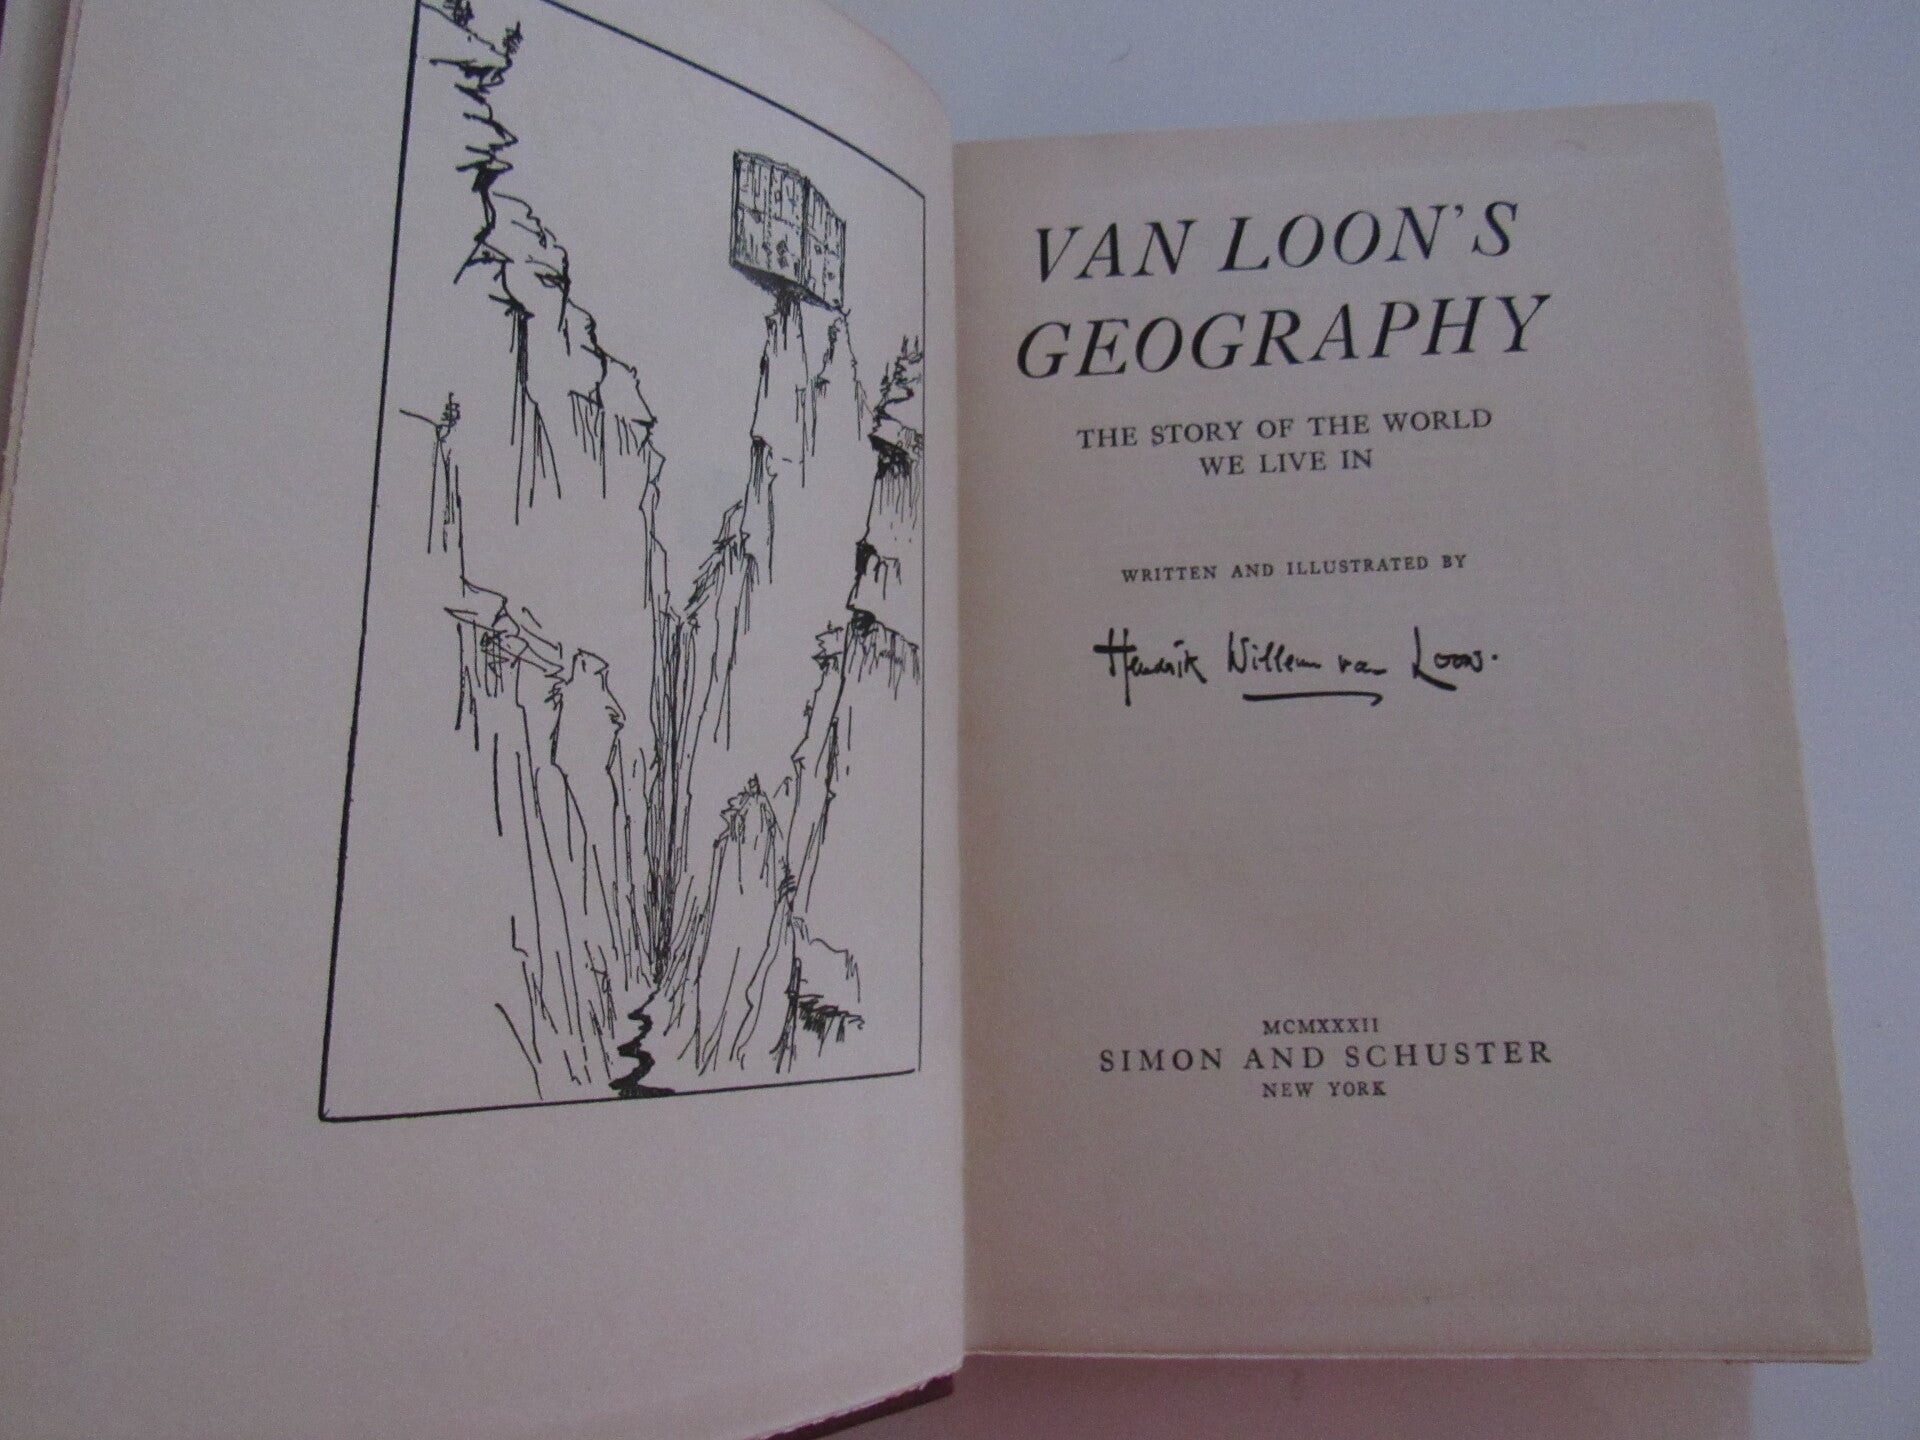 VAN LOON'S
GEOGRAPHY
THE STORY OF THE WORLD
WE LIVE IN
WRITTEN AND ILLUSTRATED BY
Hendrik Willem van Loon.
MCMXXXII
SIMON AND SCHUSTER
NEW YORK